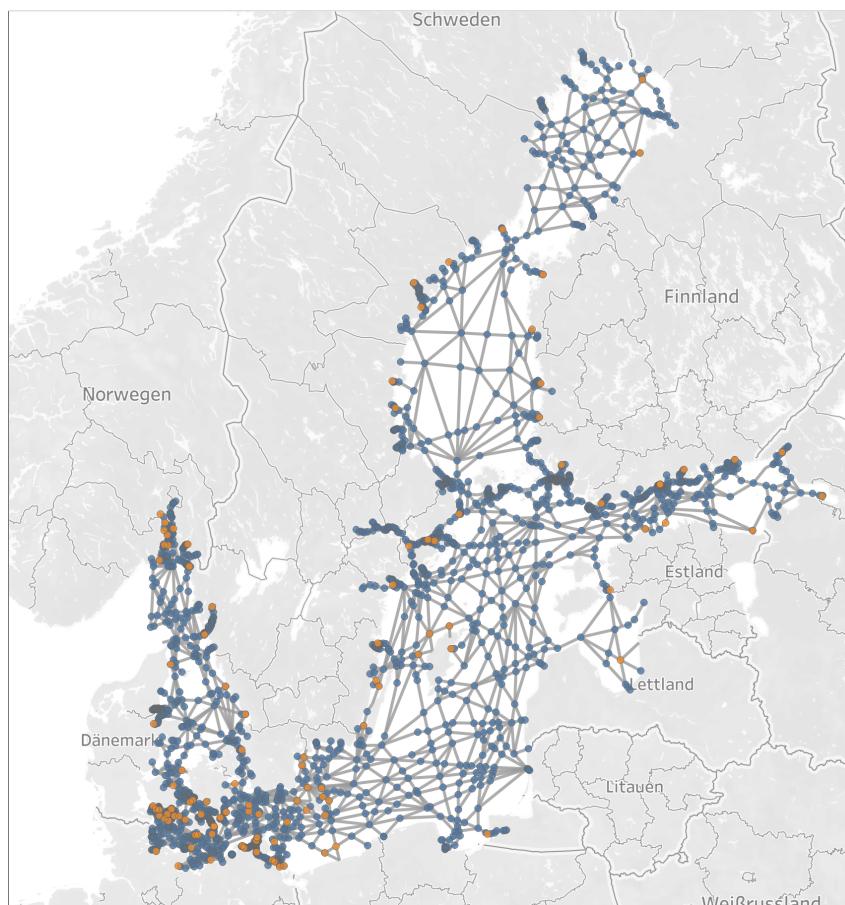 Schweden
Finnland
Norwegen
Estland
Lettland
Dänemark
Litauen
Weißrussland